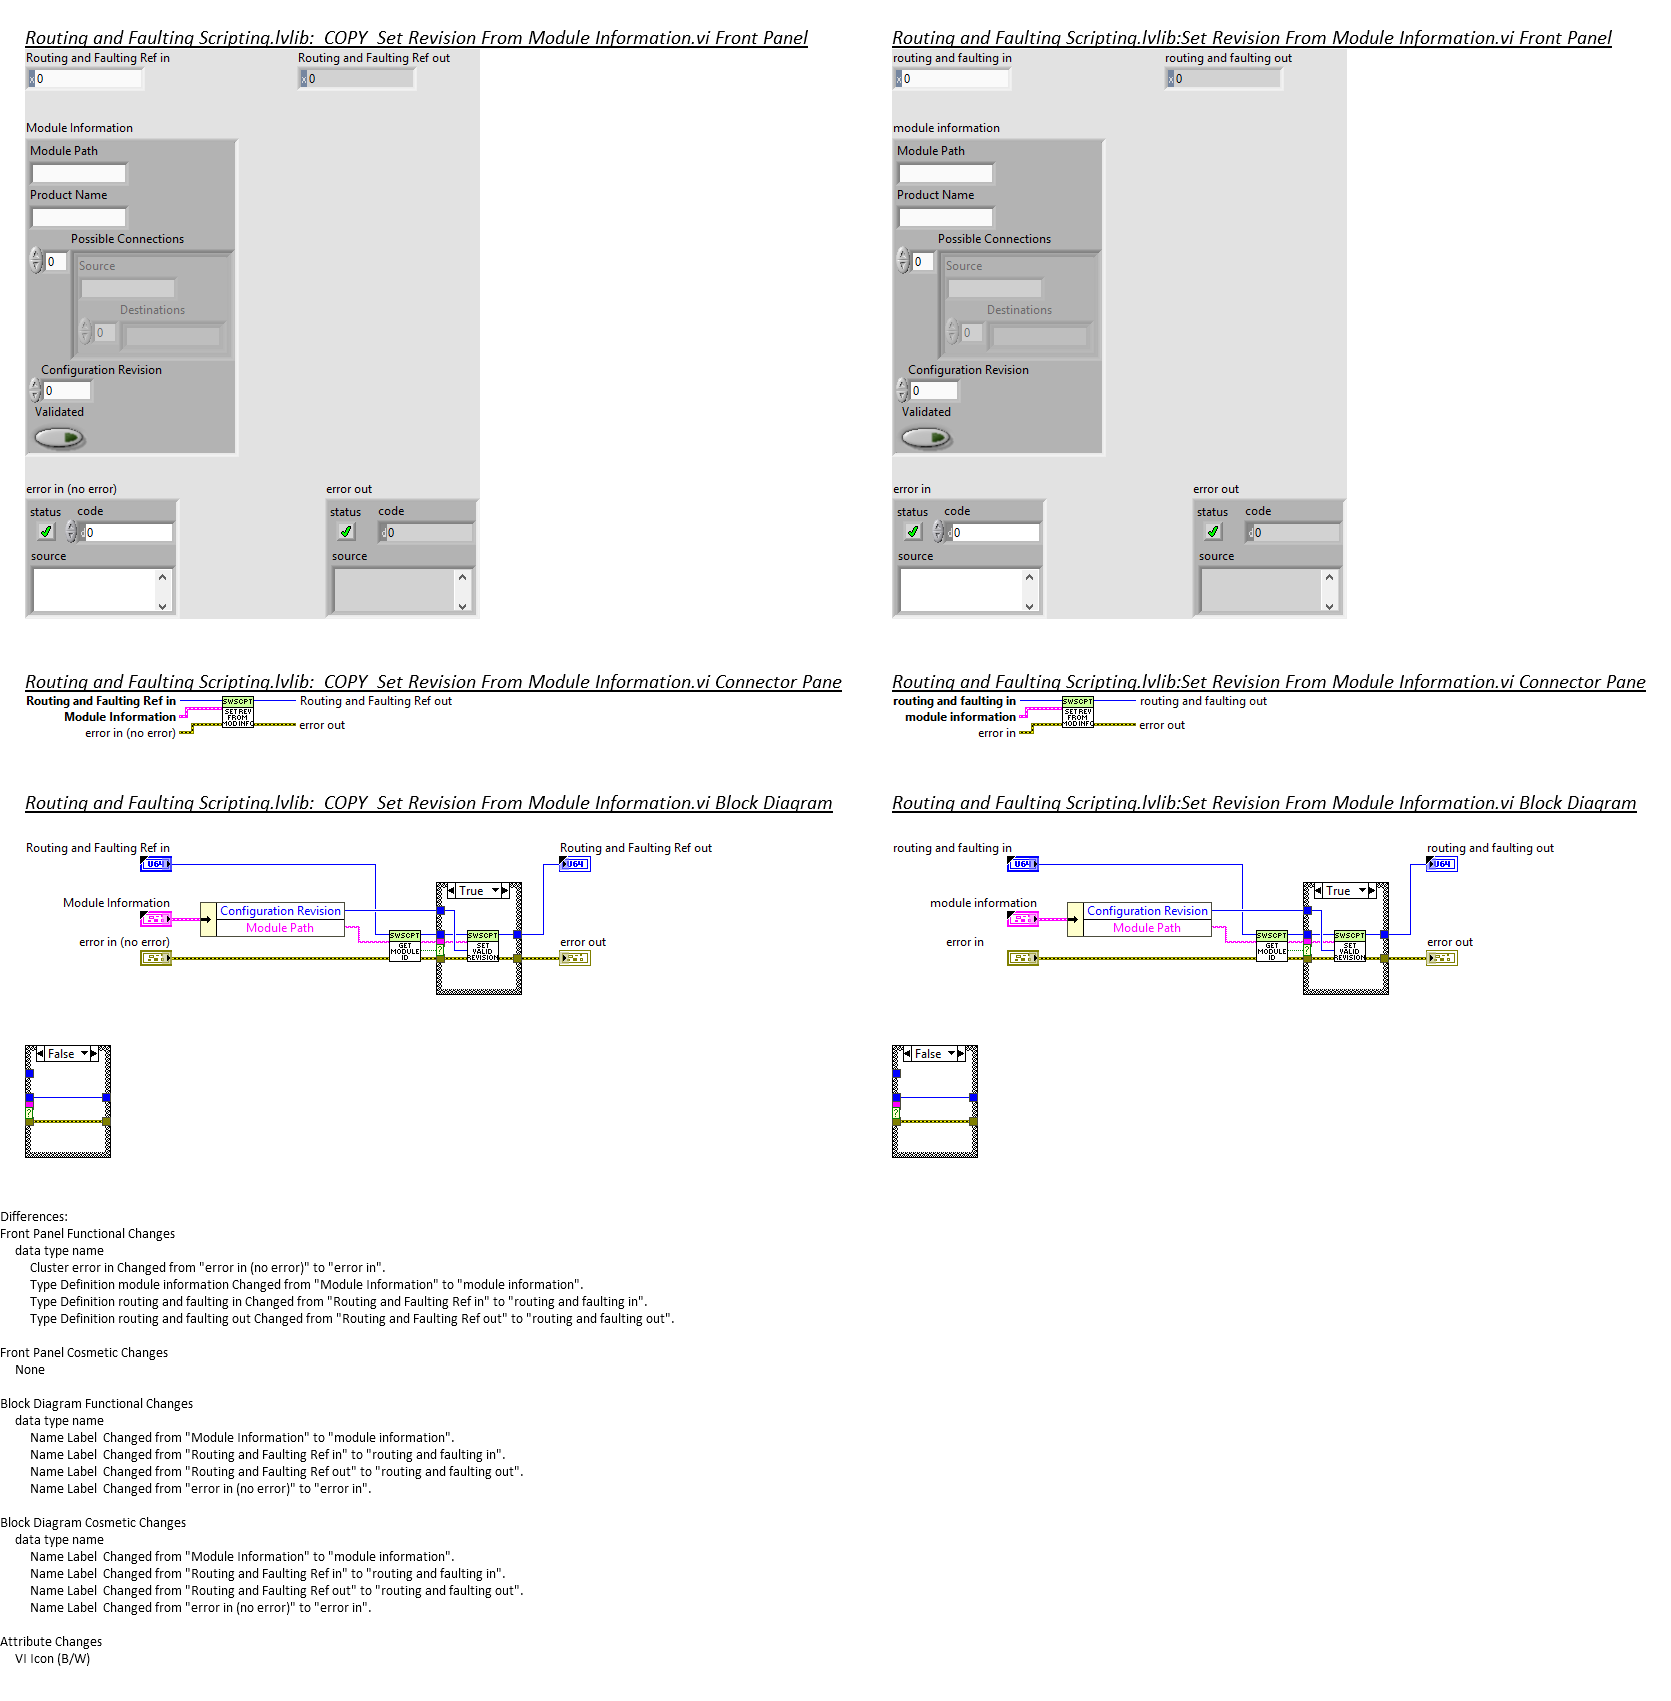 Routing and Faulting Scripting.lvlib:_COPY_Set Revision From Module Information.vi Front Panel
Routing and Faulting Ref in
Routing and Faulting Ref out
x 0
x 0
Module Information
Module Path
Product Name
Possible Connections
0
Source
Destinations
0
Configuration Revision
0
Validated
error in (no error)
error out
status code
status code
d 0
d 0
source
source
Routing and Faulting Scripting.lvlib:Set Revision From Module Information.vi Front Panel
routing and faulting in
routing and faulting out
x 0
x 0
module information
Module Path
Product Name
Possible Connections
0
Source
Destinations
0
Configuration Revision
0
Validated
error in
error out
status code
status code
d 0
d 0
source
source
Routing and Faulting Scripting.lvlib:_COPY_Set Revision From Module Information.vi Connector Pane
Routing and Faulting Ref in
Module Information
error in (no error)
SWSCPT
SET REV
FROM
MOD INFO
Routing and Faulting Ref out
error out
Routing and Faulting Scripting.lvlib:Set Revision From Module Information.vi Connector Pane
routing and faulting in
module information
error in
SWSCPT
SET REV
FROM
MOD INFO
routing and faulting out
error out
Routing and Faulting Scripting.lvlib:_COPY_Set Revision From Module Information.vi Block Diagram
Routing and Faulting Ref in
U64
Routing and Faulting Ref out
U64
True
Module Information
Configuration Revision
Module Path
error in (no error)
SWSCPT
GET
MODULE
ID
?
SWSCPT
SET
VALID
REVISION
error out
False
?
Routing and Faulting Scripting.lvlib:Set Revision From Module Information.vi Block Diagram
routing and faulting in
U64
routing and faulting out
U64
True
module information
Configuration Revision
Module Path
error in
SWSCPT
GET
MODULE
ID
?
SWSCPT
SET
VALID
REVISION
error out
False
?
Differences:
Front Panel Functional Changes
data type name
Cluster error in Changed from "error in (no error)" to "error in".
Type Definition module information Changed from "Module Information" to "module information".
Type Definition routing and faulting in Changed from "Routing and Faulting Ref in" to "routing and faulting in".
Type Definition routing and faulting out Changed from "Routing and Faulting Ref out" to "routing and faulting out".
Front Panel Cosmetic Changes
None
Block Diagram Functional Changes
data type name
Name Label  Changed from "Module Information" to "module information".
Name Label  Changed from "Routing and Faulting Ref in" to "routing and faulting in".
Name Label  Changed from "Routing and Faulting Ref out" to "routing and faulting out".
Name Label  Changed from "error in (no error)" to "error in".
Block Diagram Cosmetic Changes
data type name
Name Label  Changed from "Module Information" to "module information".
Name Label  Changed from "Routing and Faulting Ref in" to "routing and faulting in".
Name Label  Changed from "Routing and Faulting Ref out" to "routing and faulting out".
Name Label  Changed from "error in (no error)" to "error in".
Attribute Changes
VI Icon (B/W)